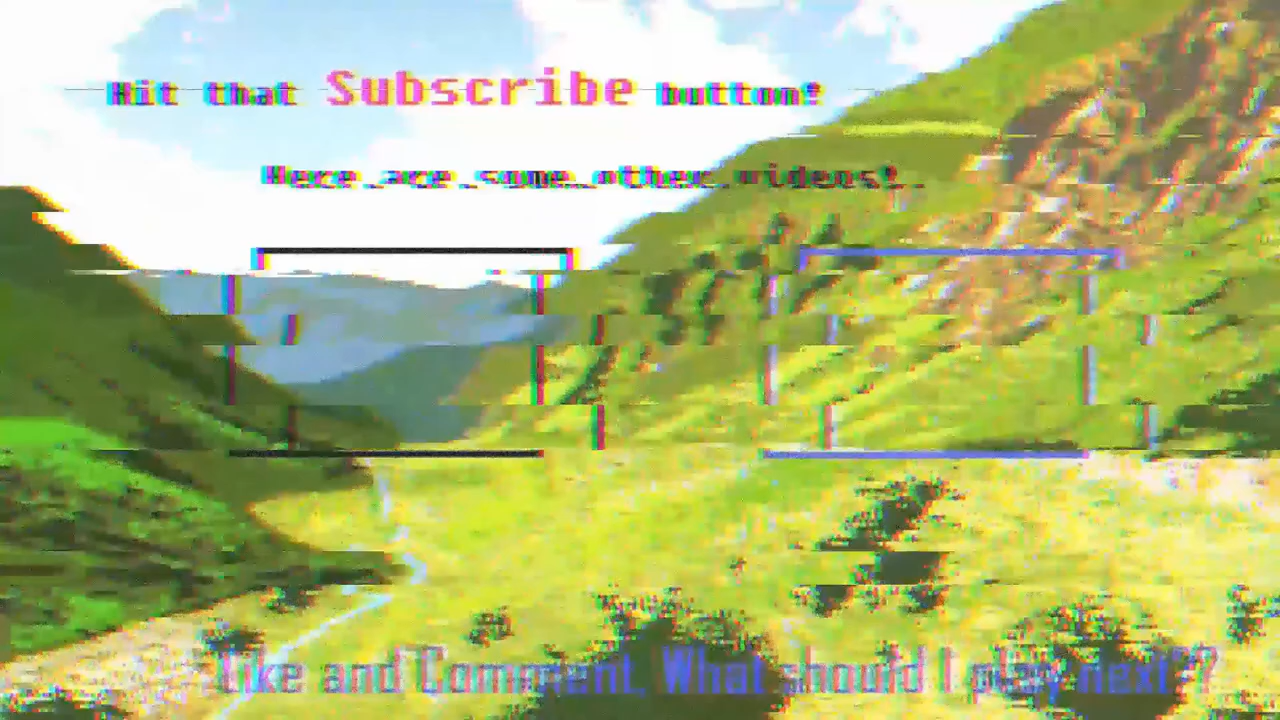 Hit that Subscribe button!
Here are some other videos!
Like and Comment. What should I play next?